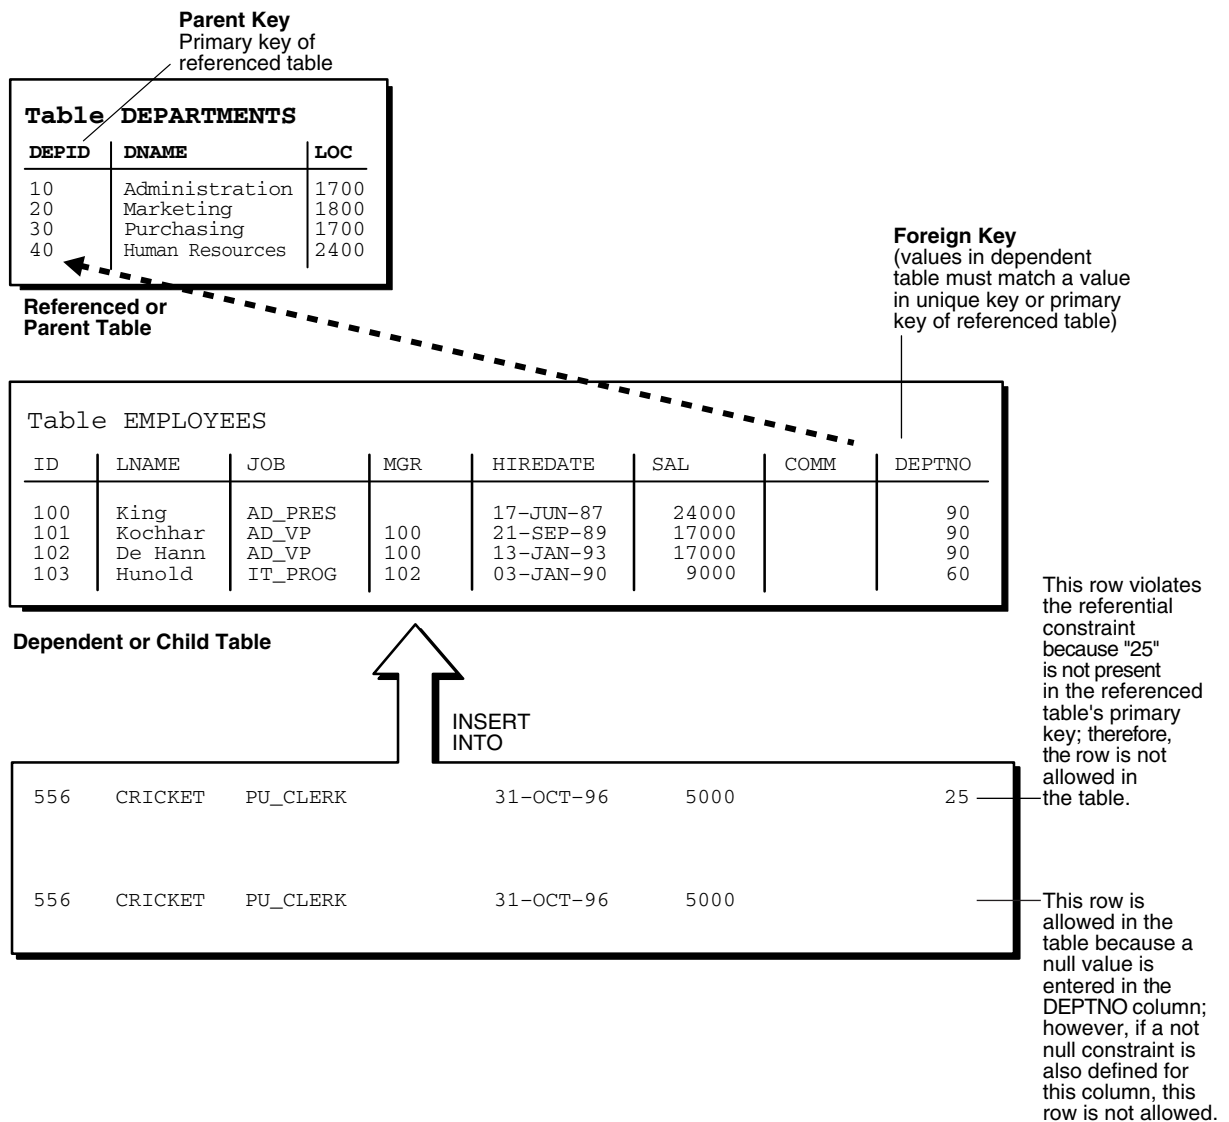 Parent Key
Primary key of
referenced table
Table DEPARTMENTS
DEPID DNAME LOC
10 Administration 1700
20 Marketing 1800
30 Purchasing 1700
40 Human Resources 2400
Referenced or
Parent Table
Foreign Key
(values in dependent
table must match a value
in unique key or primary
key of referenced table)
Table EMPLOYEES
ID LNAME JOB MGR HIREDATE SAL COMM DEPTNO
100 King AD_PRES 17-JUN-87 24000 90
101 Kochhar AD_VP 100 21-SEP-89 17000 90
102 De Hann AD_VP 100 13-JAN-93 17000 90
103 Hunold IT_PROG 102 03-JAN-90 9000 60
Dependent or Child Table
INSERT
INTO
This row violates
the referential
constraint
because "25"
is not present
in the referenced
table's primary
key; therefore,
the row is not
allowed in
the table.
556 CRICKET PU_CLERK 31-OCT-96 5000 25
556 CRICKET PU_CLERK 31-OCT-96 5000
This row is
allowed in the
table because a
null value is
entered in the
DEPTNO column;
however, if a not
null constraint is
also defined for
this column, this
row is not allowed.